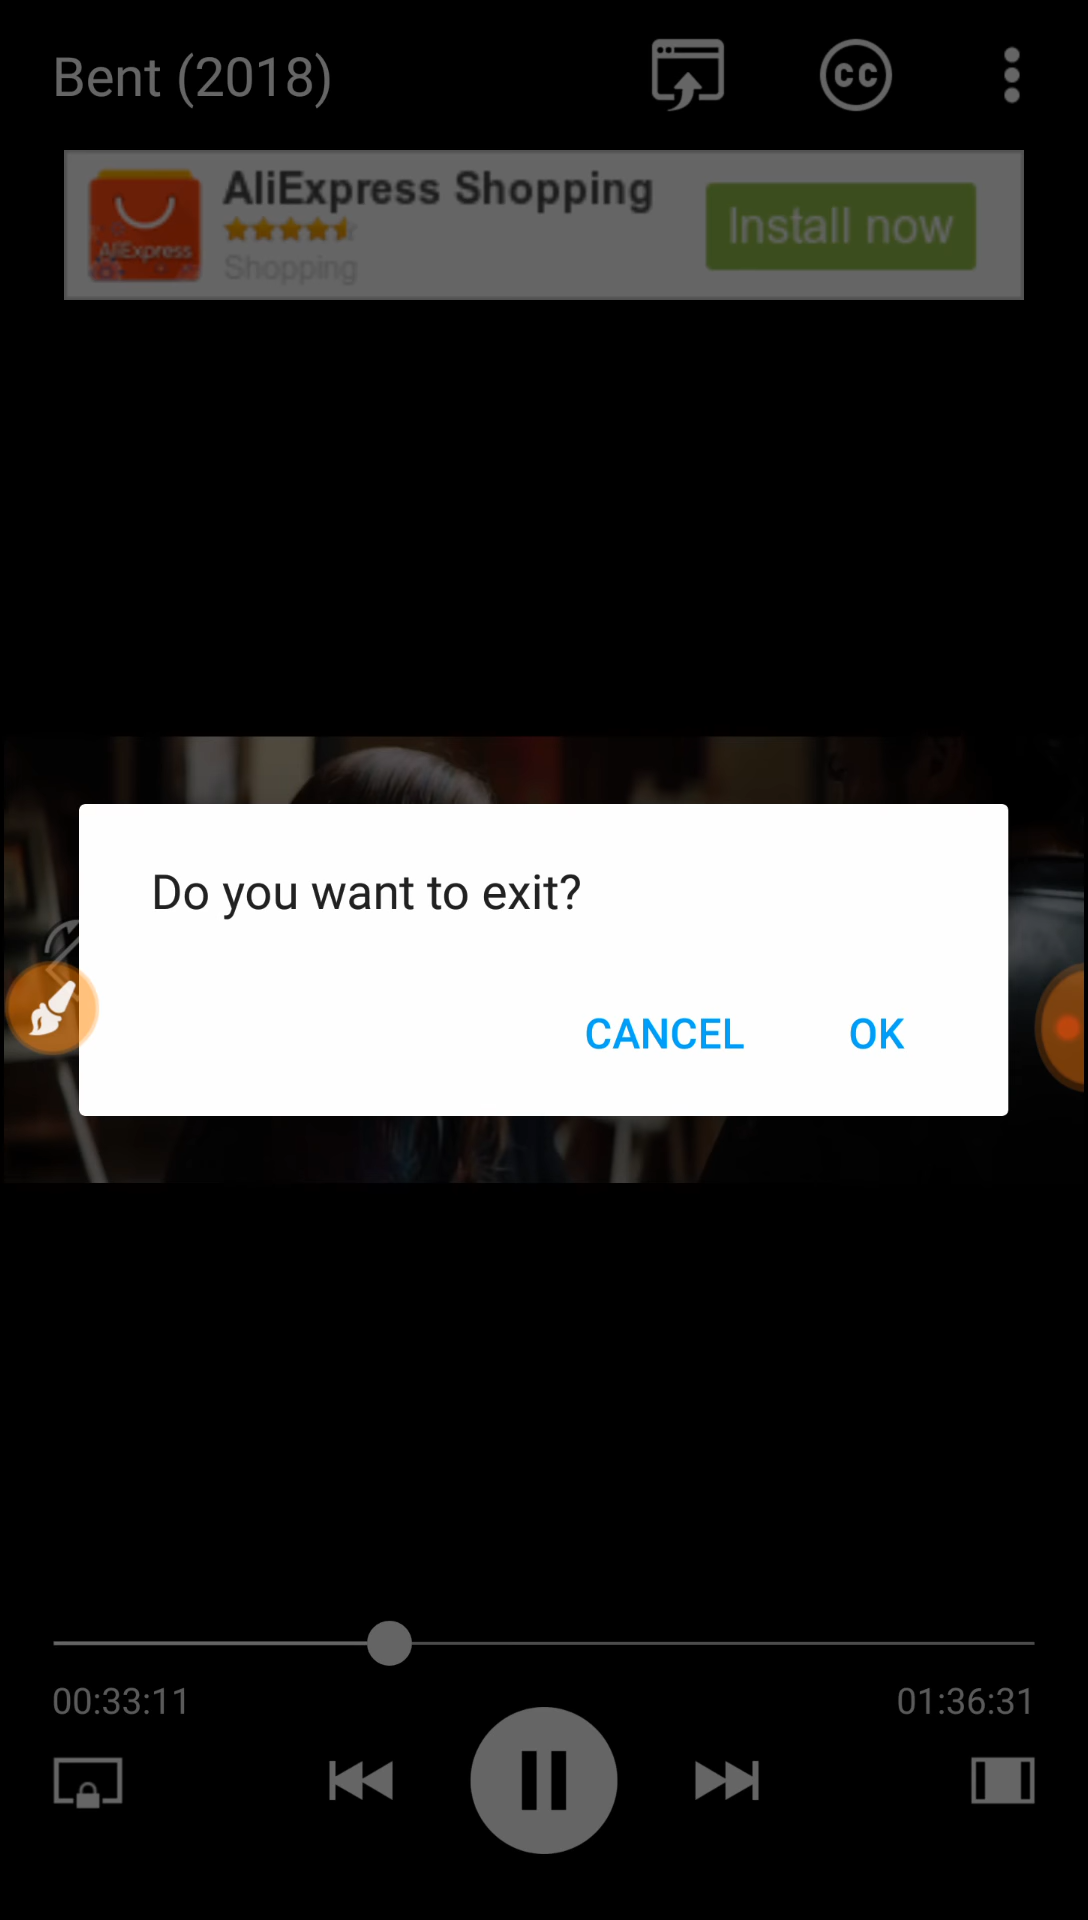 Bent (2018)
CC
AliExpress Shopping
AliExpress
Shopping
Install now
Do you want to exit?
CANCEL
OK
00:33:11
01:36:31